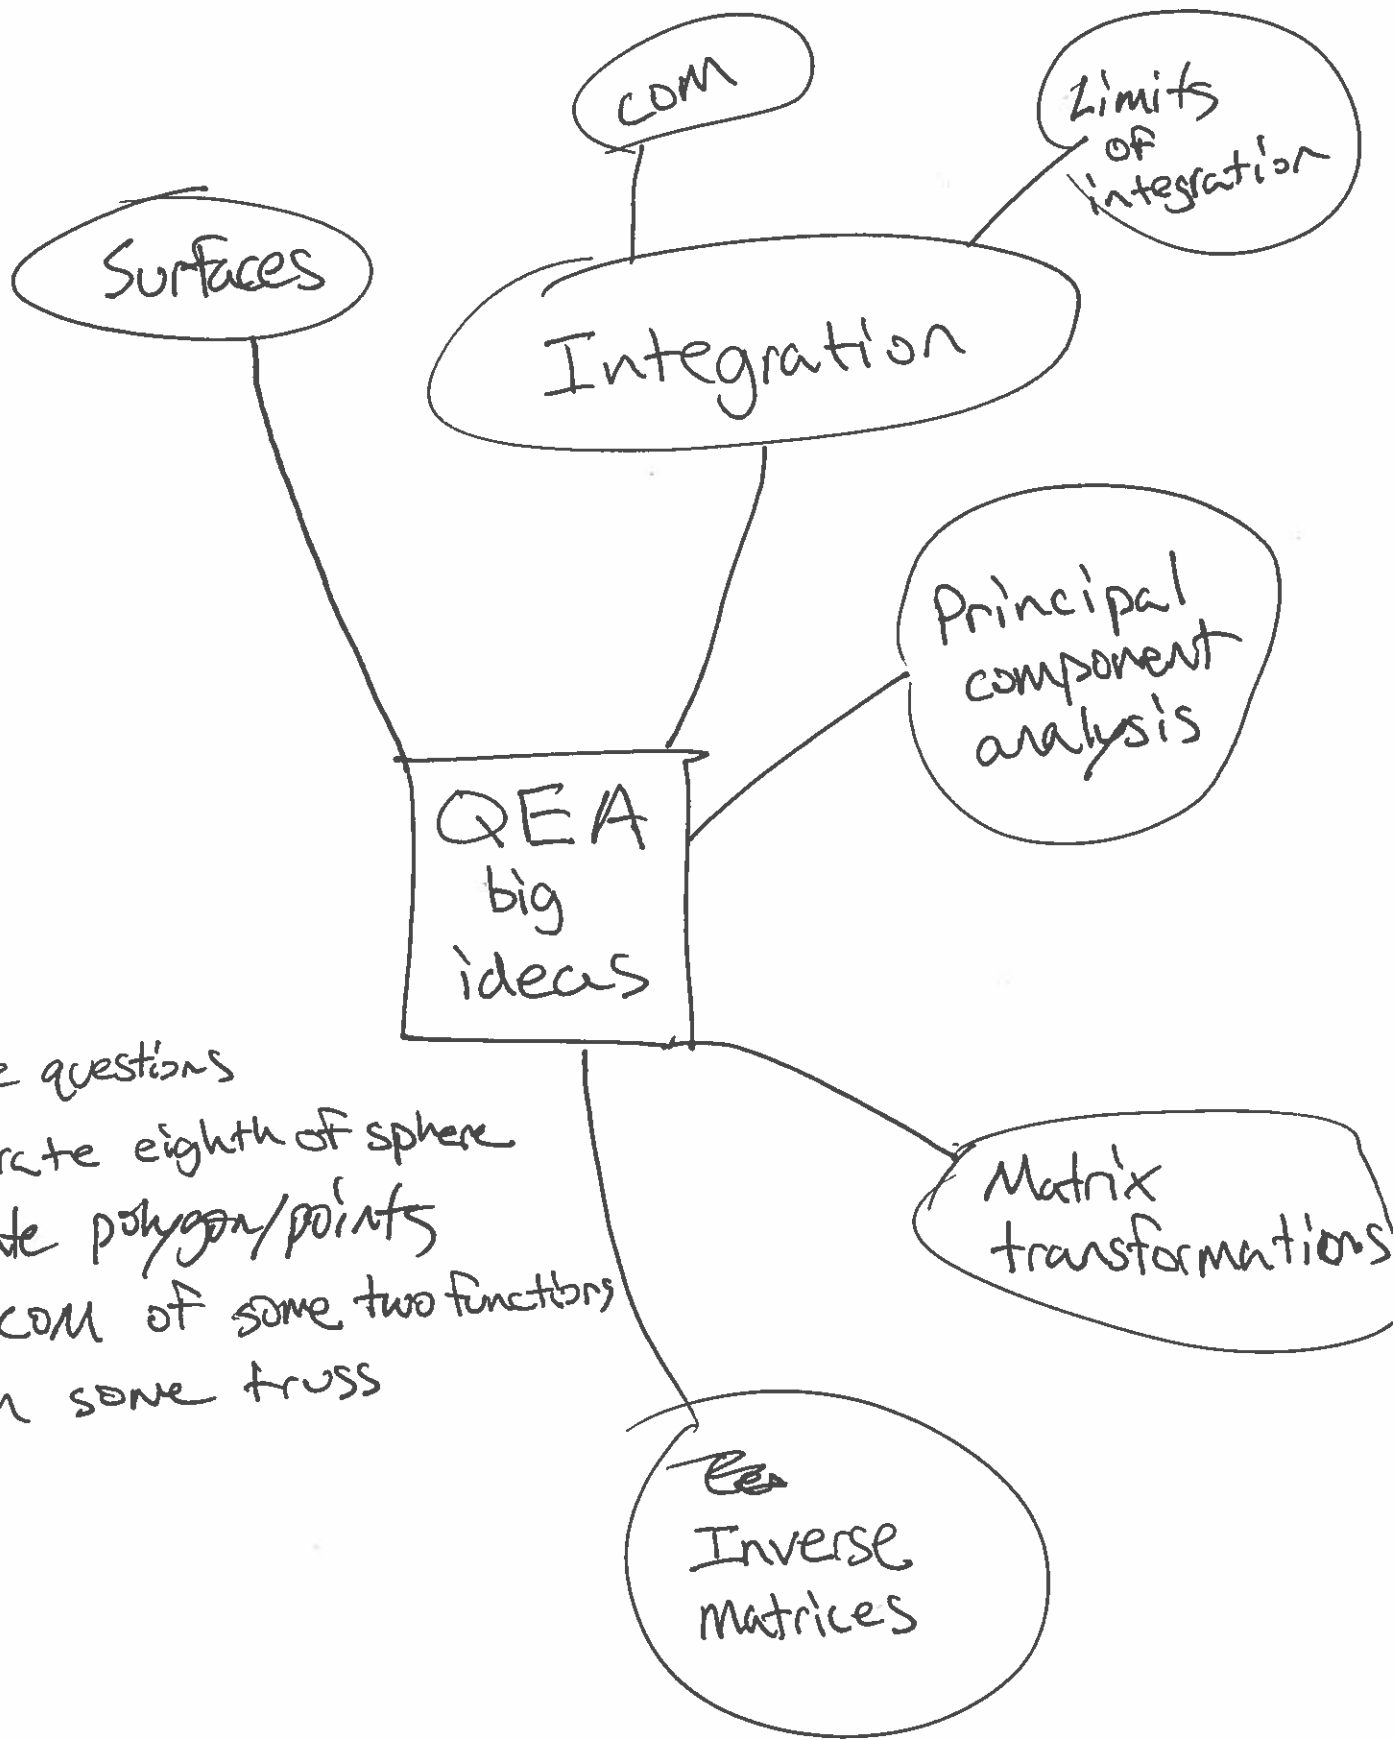 com
Limits
of
integration
Surfaces
Integration
Principal
component
analysis
QEA
big
ideas
questions
eighth of sphere
polygon/points
COM of some two functions
some truss
Matrix
transformations
Inverse
matrices